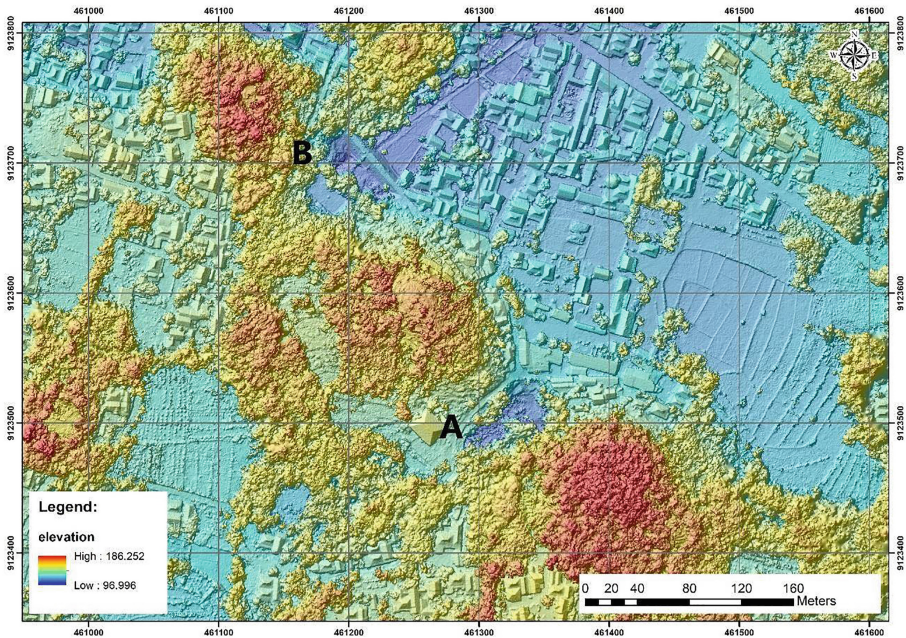 461000 461100 461200 461300 461400 461500 461600
9123800 9123800
N
W E
S
B
9123700 9123700
9123600 9123600
9123500 9123500
A
Legend:
elevation
High : 186.252
Low : 96.996
9123400 9123400
0 20 40 80 120 160
Meters
461000 461100 461200 461300 461400 461500 461600